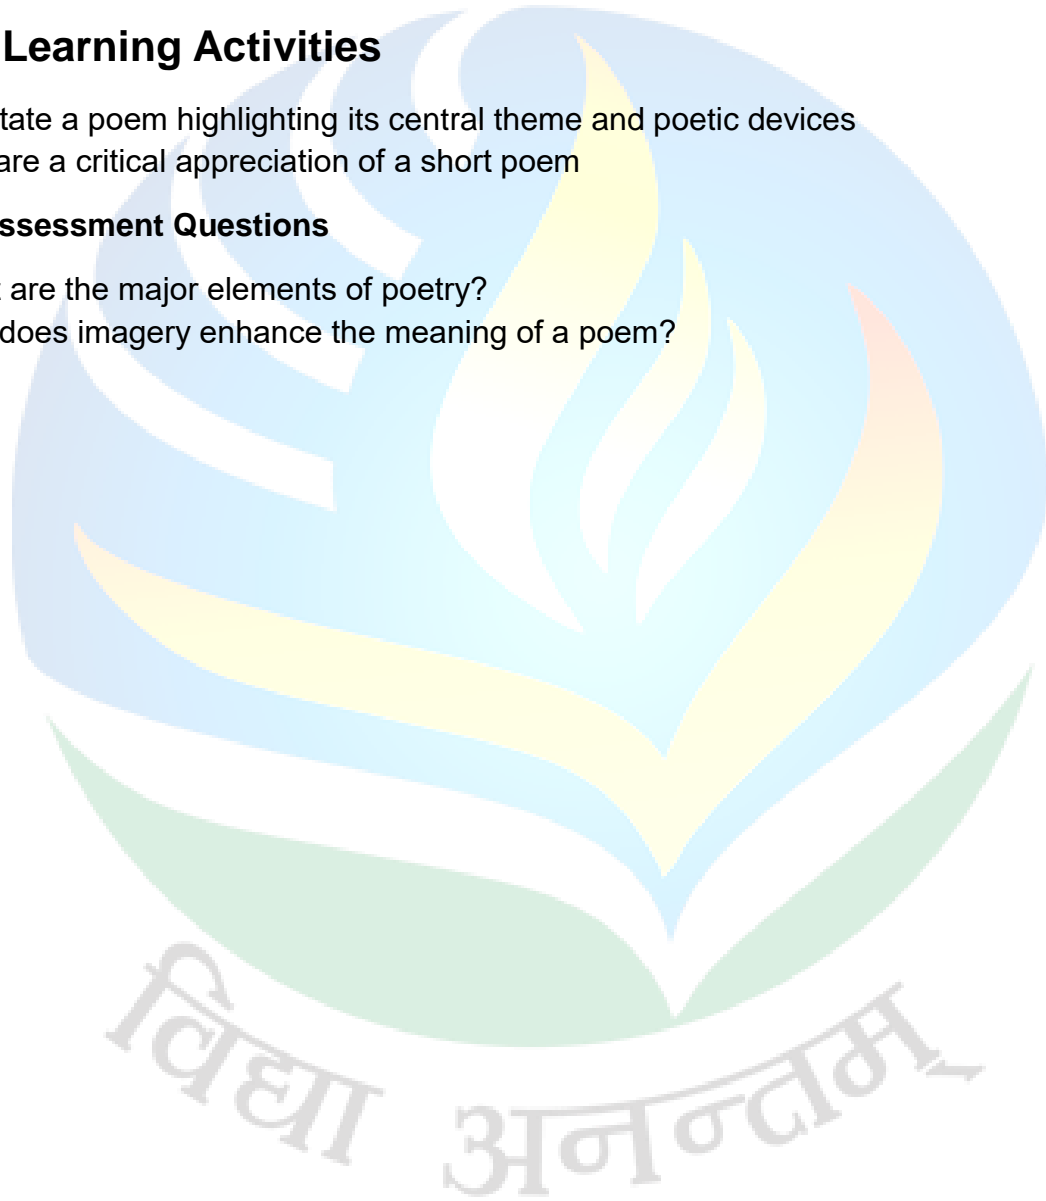 Learning Activities
tate a poem highlighting its central theme and poetic devices
are a critical appreciation of a short poem
ssessment Questions
t are the major elements of poetry?
does imagery enhance the meaning of a poem?
विद्या अनन्तम्